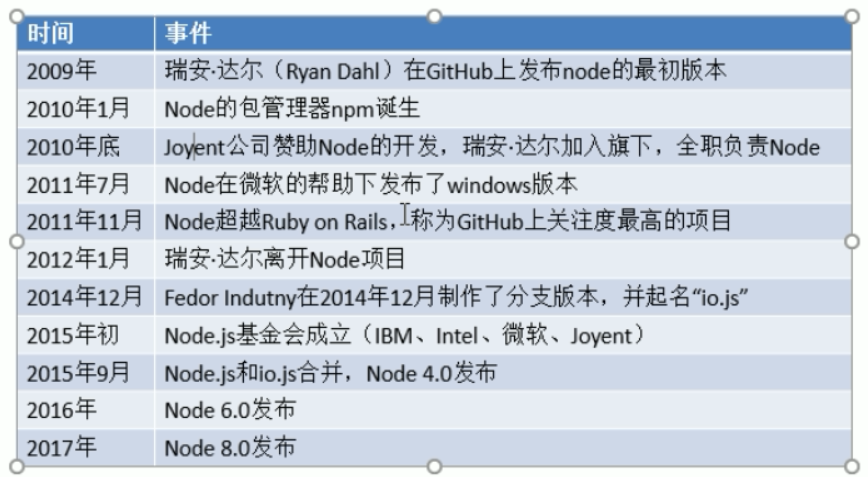 时间 事件
2009年 瑞安·达尔（Ryan Dahl）在GitHub上发布node的最初版本
2010年1月 Node的包管理器npm诞生
2010年底 Joyent公司赞助Node的开发，瑞安·达尔加入旗下，全职负责Node
2011年7月 Node在微软的帮助下发布了windows版本
2011年11月 Node超越Ruby on Rails，称为GitHub上关注度最高的项目
2012年1月 瑞安·达尔离开Node项目
2014年12月 Fedor Indutny在2014年12月制作了分支版本，并起名“io.js”
2015年初 Node.js基金会成立（IBM、Intel、微软、Joyent）
2015年9月 Node.js和io.js合并，Node 4.0发布
2016年 Node 6.0发布
2017年 Node 8.0发布